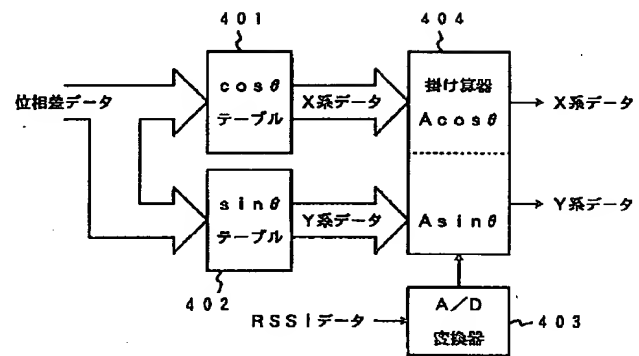 401
404
cosθ
テーブル
位相差データ
X系データ
掛け算器
Acosθ
X系データ
sinθ
テーブル
Y系データ
Asinθ
Y系データ
402
RSSIデータ
A/D
変換器
403